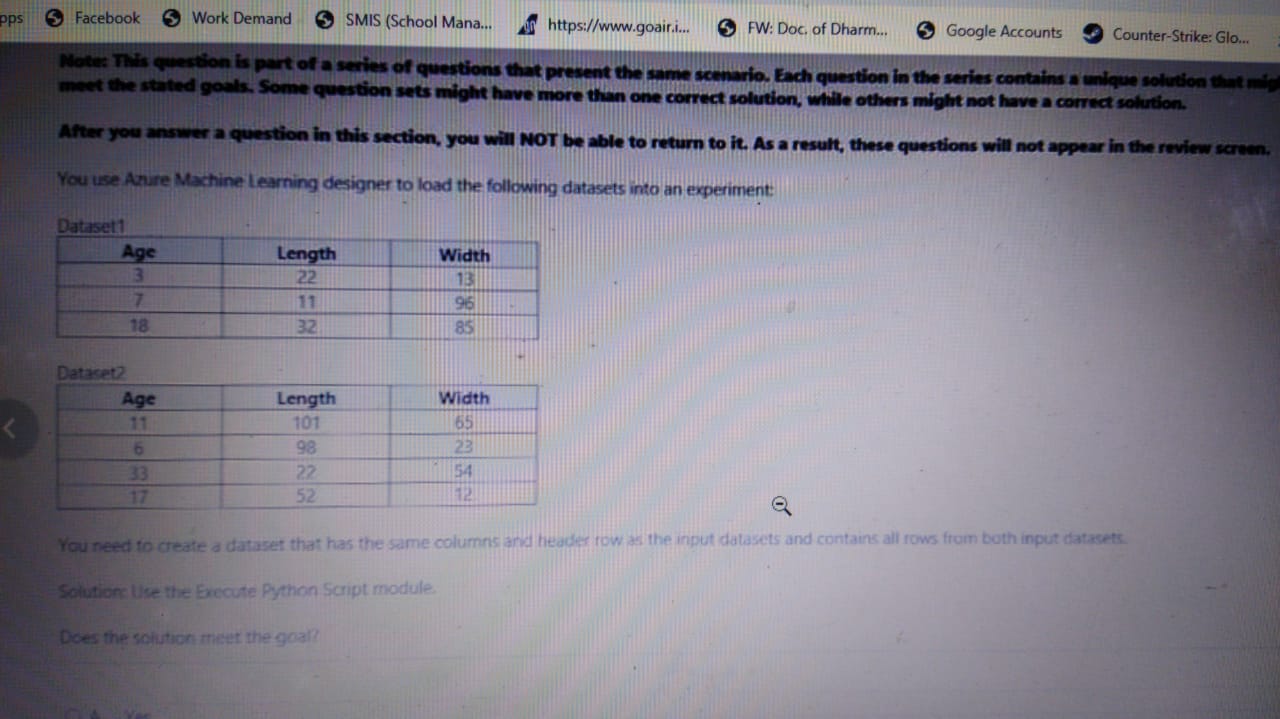 pps Facebook Work Demand SMIS (School Mana... https://www.goair.i... FW: Doc. of Dharm... Google Accounts Counter-Strike: Glo...
Note: This question is part of a series of questions that present the same scenario. Each question in the series contains a unique solution that mig
meet the stated goals. Some question sets might have more than one correct solution, while others might not have a correct solution.
After you answer a question in this section, you will NOT be able to return to it. As a result, these questions will not appear in the review screen.
You use Azure Machine Learning designer to load the following datasets into an experiment:
Dataset1
Age Length Width
3 22 13
7 11 96
18 32 85
Dataset2
Age Length Width
11 101 65
6 98 23
33 22 54
17 52 12
You need to create a dataset that has the same columns and header row as the input datasets and contains all rows from both input datasets.
Solution: Use the Execute Python Script module.
Does the solution meet the goal?